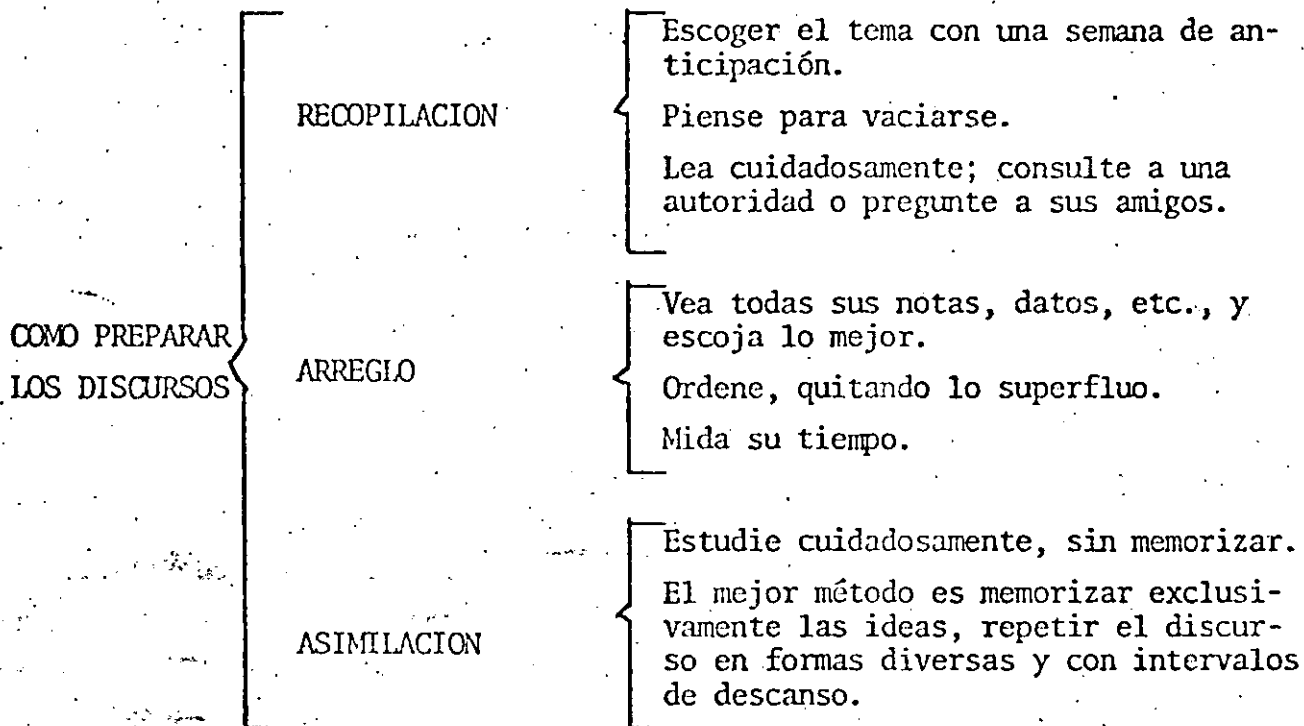 Escoger el tema con una semana de an-
ticipación.
RECOPILACION
Piense para vaciarse.
Lea cuidadosamente; consulte a una
autoridad o pregunte a sus amigos.
COMO PREPARAR
LOS DISCURSOS
Vea todas sus notas, datos, etc., y
escoja lo mejor.
ARREGLO
Ordene, quitando lo superfluo.
Mida su tiempo.
Estudie cuidadosamente, sin memorizar.
ASIMILACION
El mejor método es memorizar exclusi-
vamente las ideas, repetir el discur-
so en formas diversas y con intervalos
de descanso.